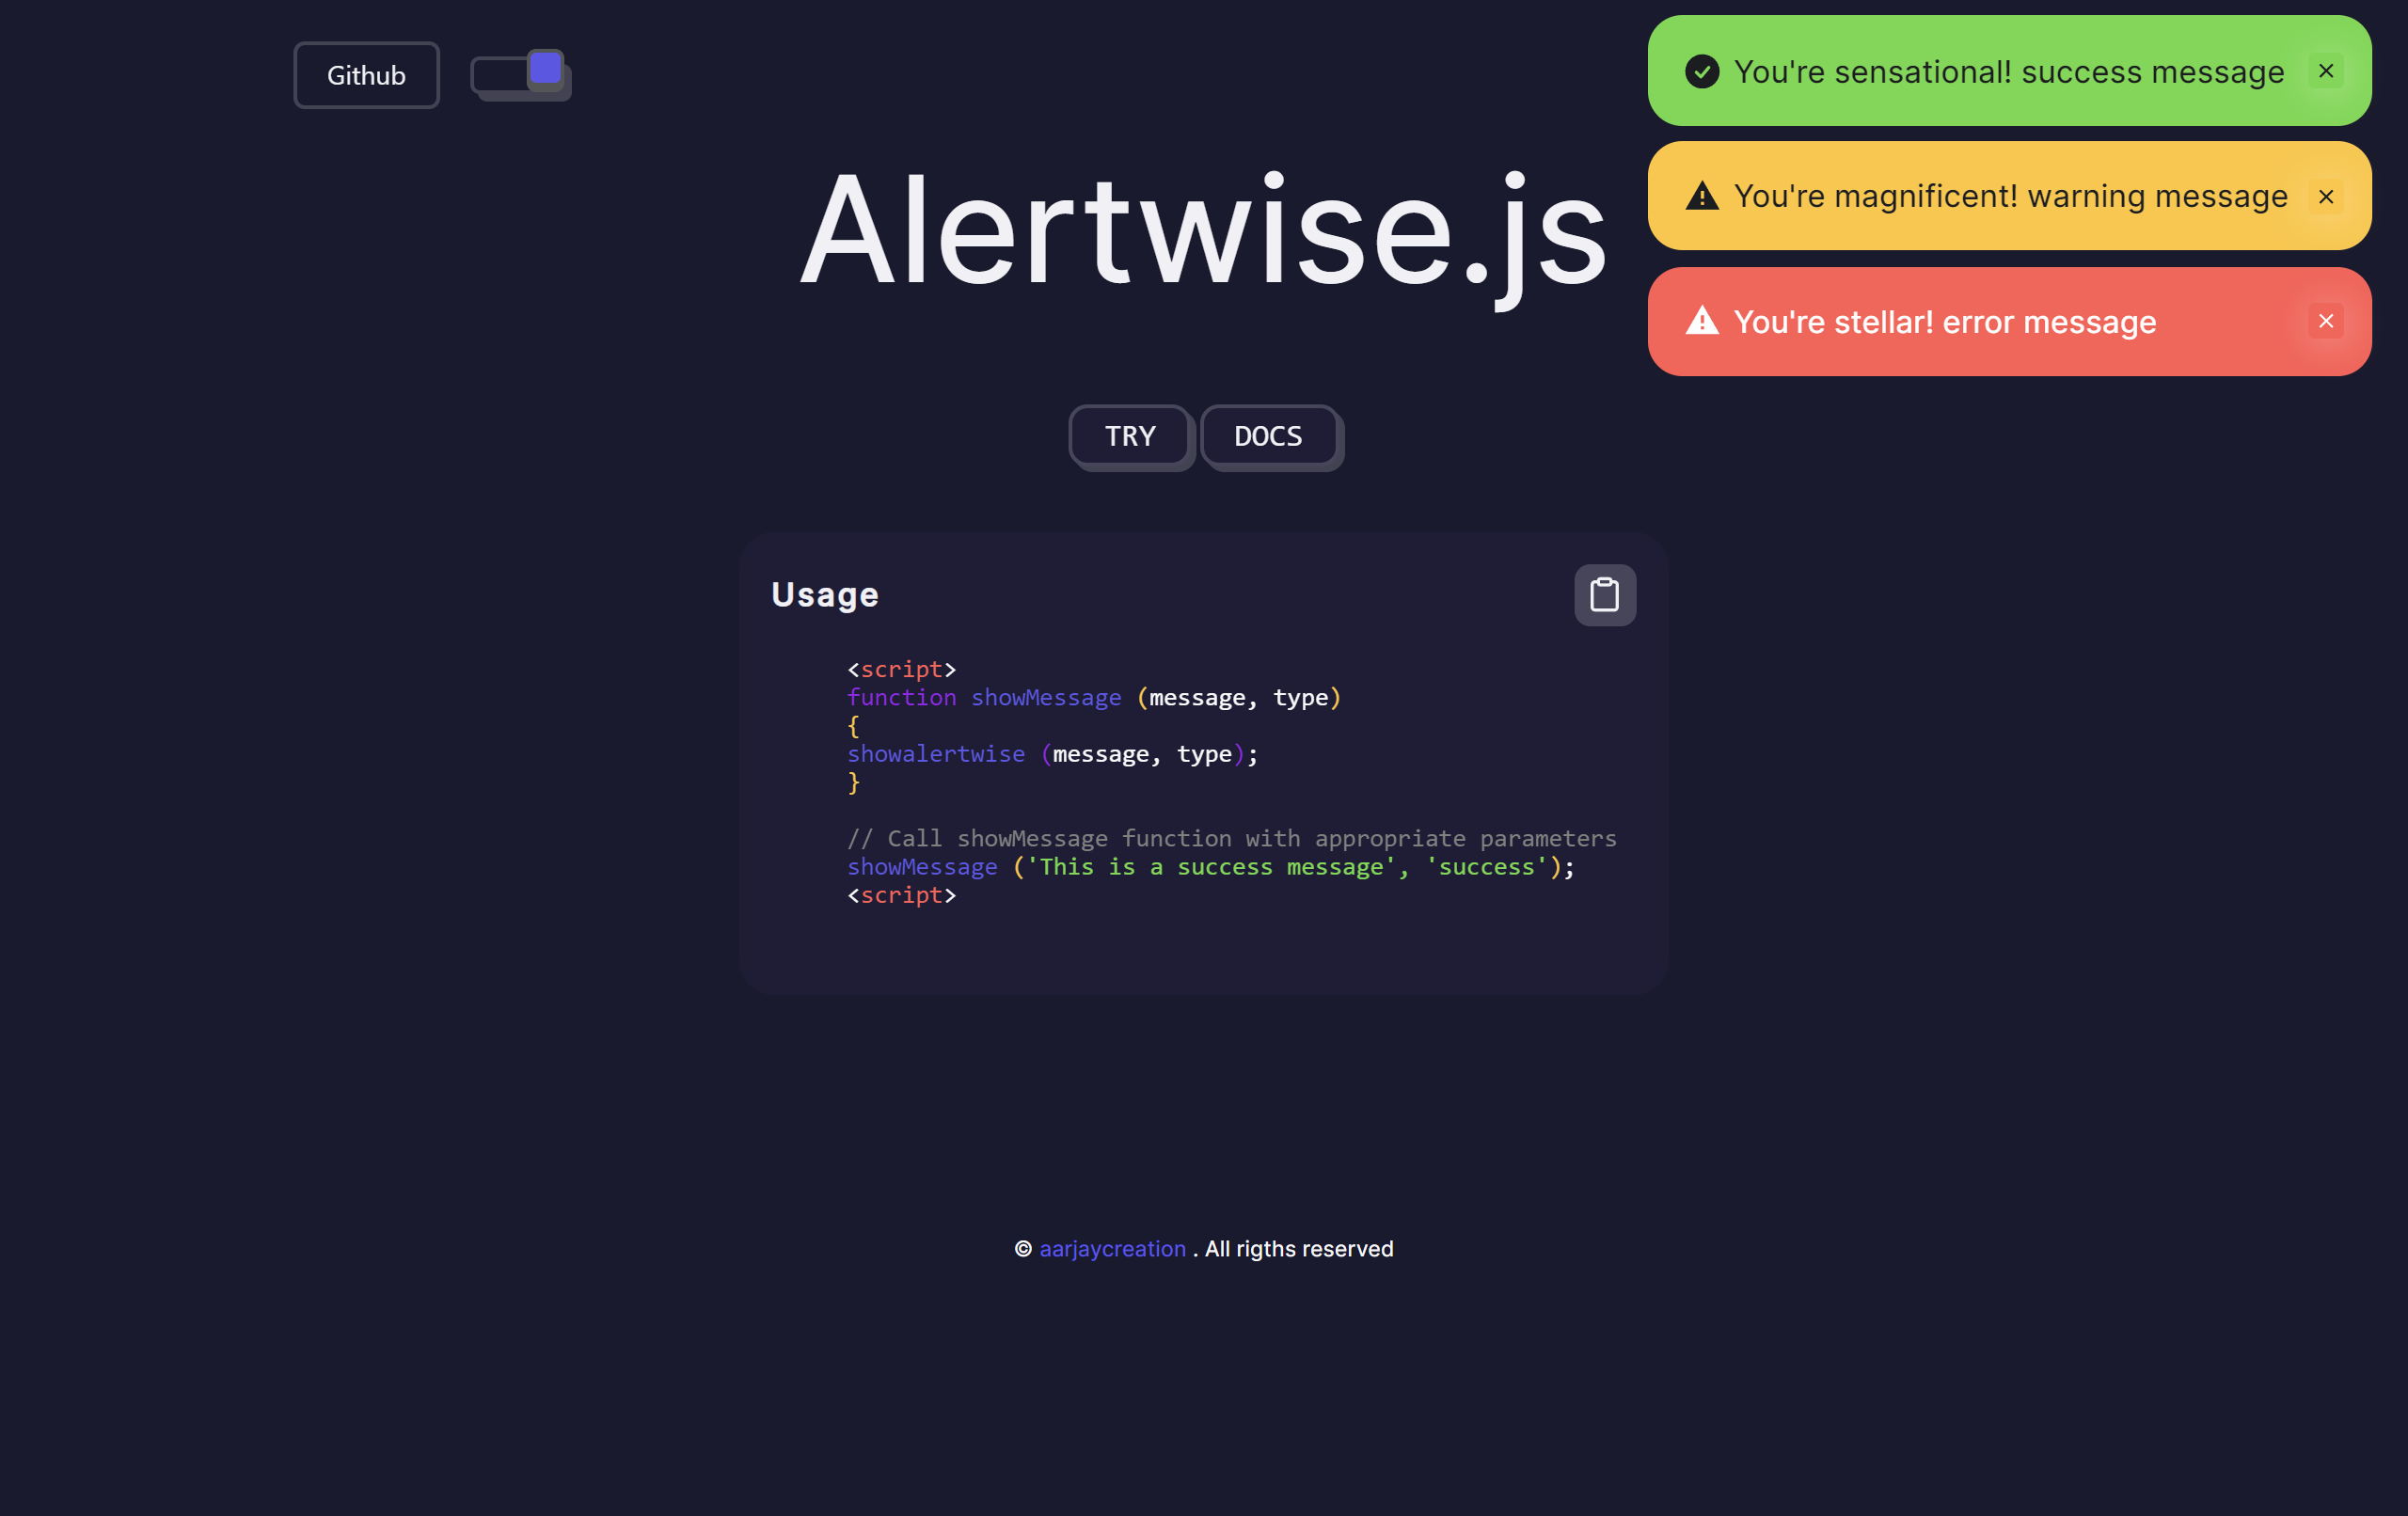 Github
You're sensational! success message
You're magnificent! warning message
You're stellar! error message
Alertwise.js
TRY
DOCS
Usage
<script>
function showMessage (message, type)
{
showalertwise (message, type);
}
// Call showMessage function with appropriate parameters
showMessage ('This is a success message', 'success');
<script>
© aarjaycreation . All rigths reserved